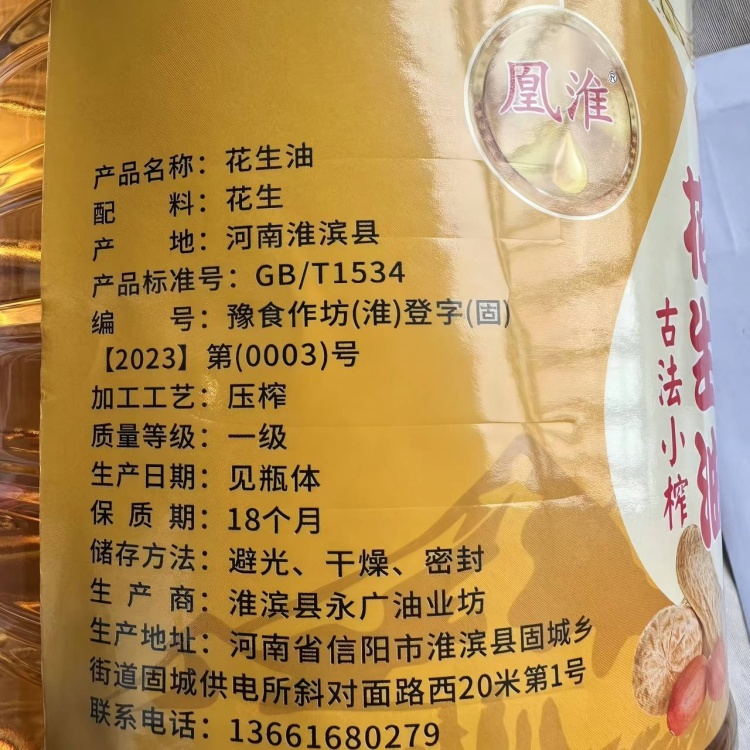 凰淮®
产品名称：花生油
配料：花生
产地：河南淮滨县
产品标准号：GB/T1534
编号：豫食作坊(淮)登字(固)
【2023】第(0003)号
加工工艺：压榨
质量等级：一级
生产日期：见瓶体
保质期：18个月
储存方法：避光、干燥、密封
生产商：淮滨县永广油业坊
生产地址：河南省信阳市淮滨县固城乡
街道固城供电所斜对面路西20米第1号
联系电话：13661680279
花生油
古法小榨